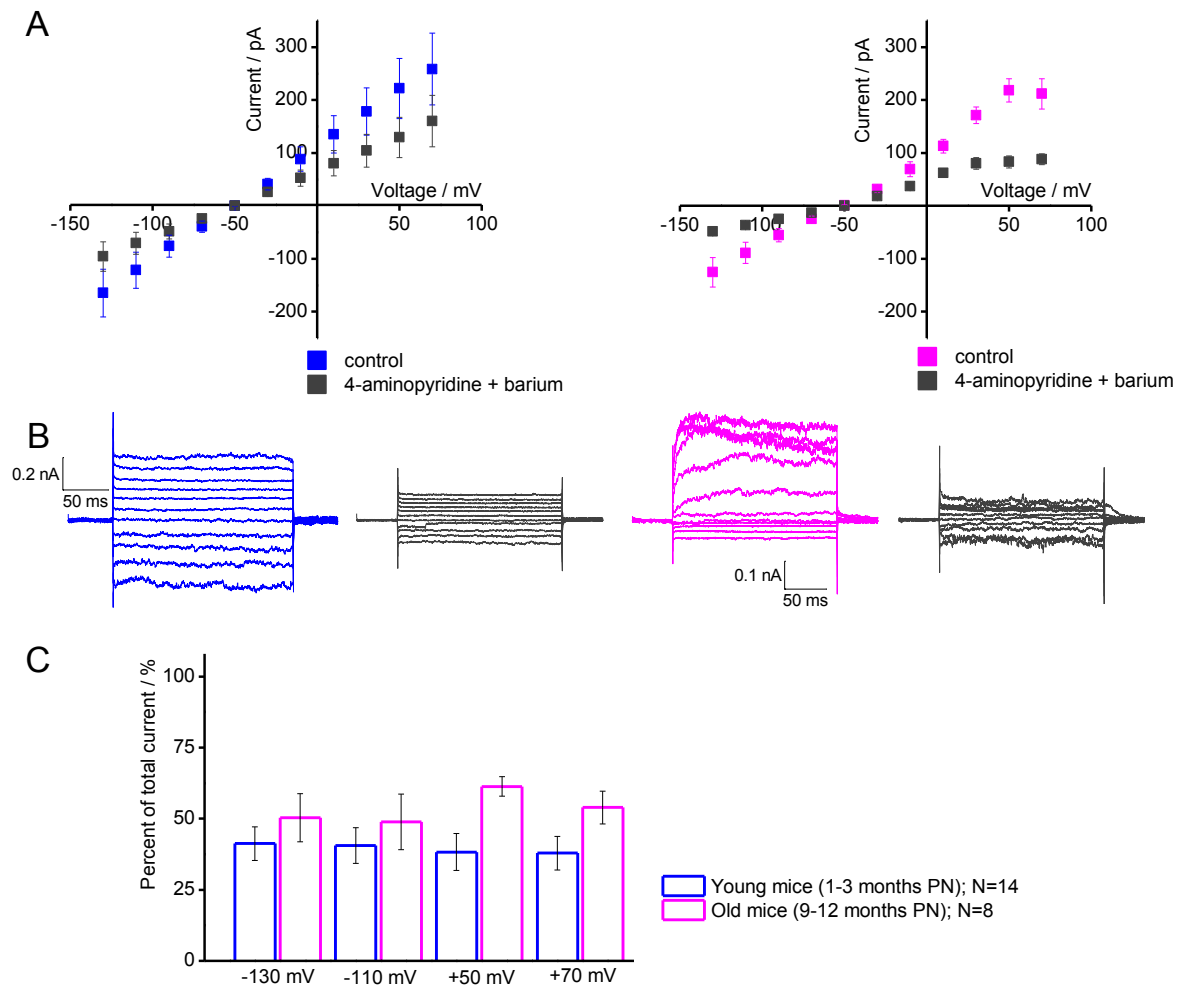 A
Current / pA
300
200
100
Voltage / mV
-150
-100
-50
50
100
-100
-200
control
4-aminopyridine + barium
Current / pA
300
200
100
Voltage / mV
-150
-100
-50
50
100
-100
-200
control
4-aminopyridine + barium
B
0.2 nA
50 ms
0.1 nA
50 ms
C
Percent of total current / %
100
75
50
25
0
-130 mV
-110 mV
+50 mV
+70 mV
Young mice (1-3 months PN); N=14
Old mice (9-12 months PN); N=8